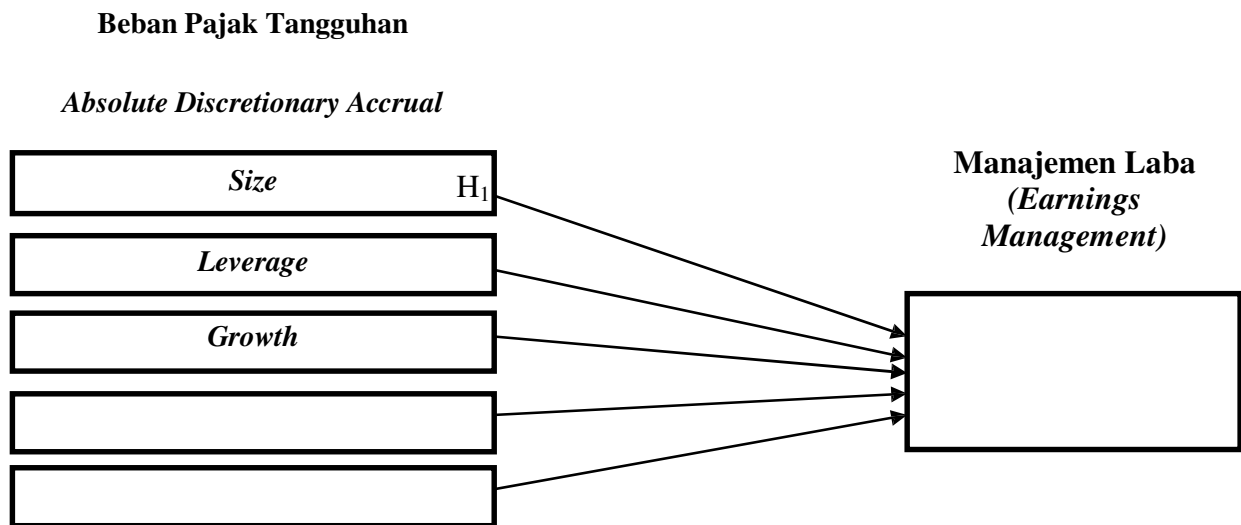 Beban Pajak Tangguhan
Absolute Discretionary Accrual
Size
H₁
Leverage
Growth
Manajemen Laba
(Earnings
Management)